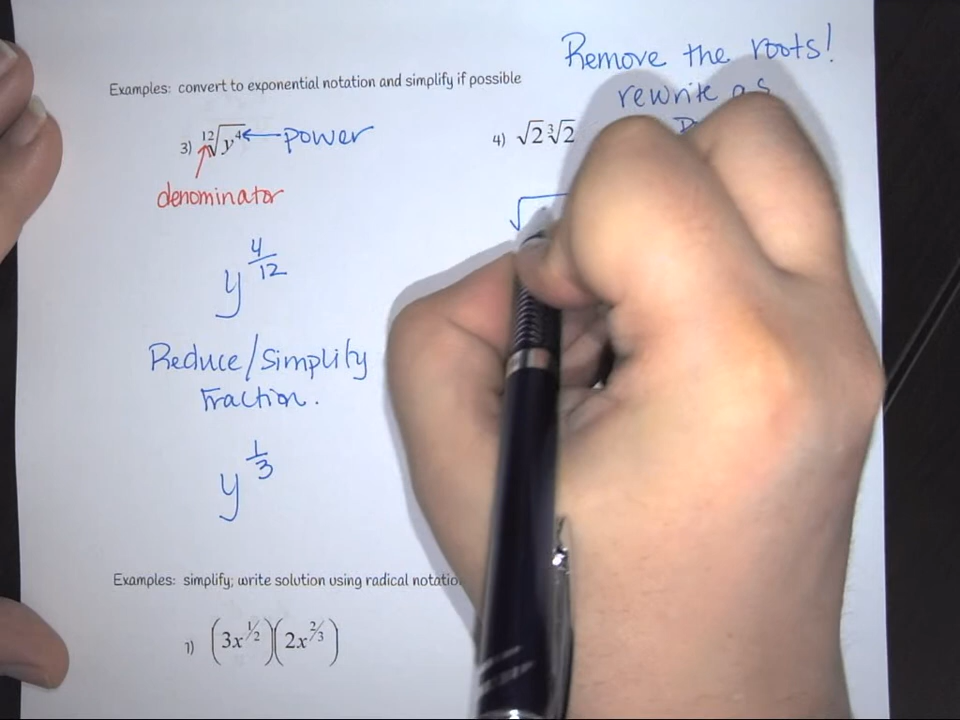 Remove the roots!
rewrite as
Examples: convert to exponential notation and simplify if possible
3) \sqrt[12]{y^4} ← power
denominator
4) √2 ∛2
y^{4/12}
Reduce/Simplify
Fraction.
y^{1/3}
Examples: simplify; write solution using radical notation
1) (3x^{1/2})(2x^{2/3})